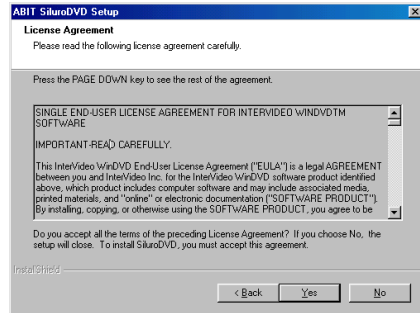 ABIT SiluroDVD Setup
License Agreement
Please read the following license agreement carefully.
Press the PAGE DOWN key to see the rest of the agreement.
SINGLE END-USER LICENSE AGREEMENT FOR INTERVIDEO WINDVDTM
SOFTWARE
IMPORTANT-READ CAREFULLY.
This InterVideo WinDVD End-User License Agreement ("EULA") is a legal AGREEMENT
between you and InterVideo Inc. for the InterVideo WinDVD software product identified
above, which product includes computer software and may include associated media,
printed materials, and "online" or electronic documentation ("SOFTWARE PRODUCT").
By installing, copying, or otherwise using the SOFTWARE PRODUCT, you agree to be
Do you accept all the terms of the preceding License Agreement? If you choose No, the
setup will close. To install SiluroDVD, you must accept this agreement.
InstallShield
< Back
Yes
No